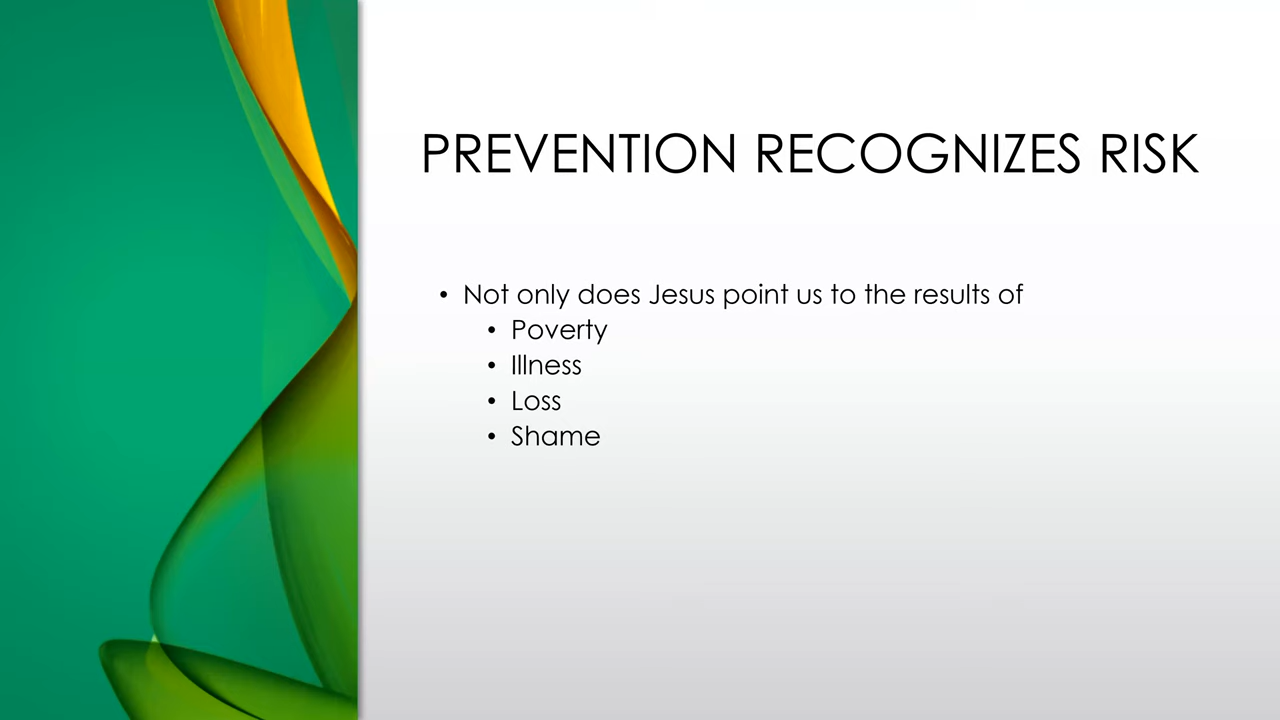 PREVENTION RECOGNIZES RISK
• Not only does Jesus point us to the results of
• Poverty
• Illness
• Loss
• Shame